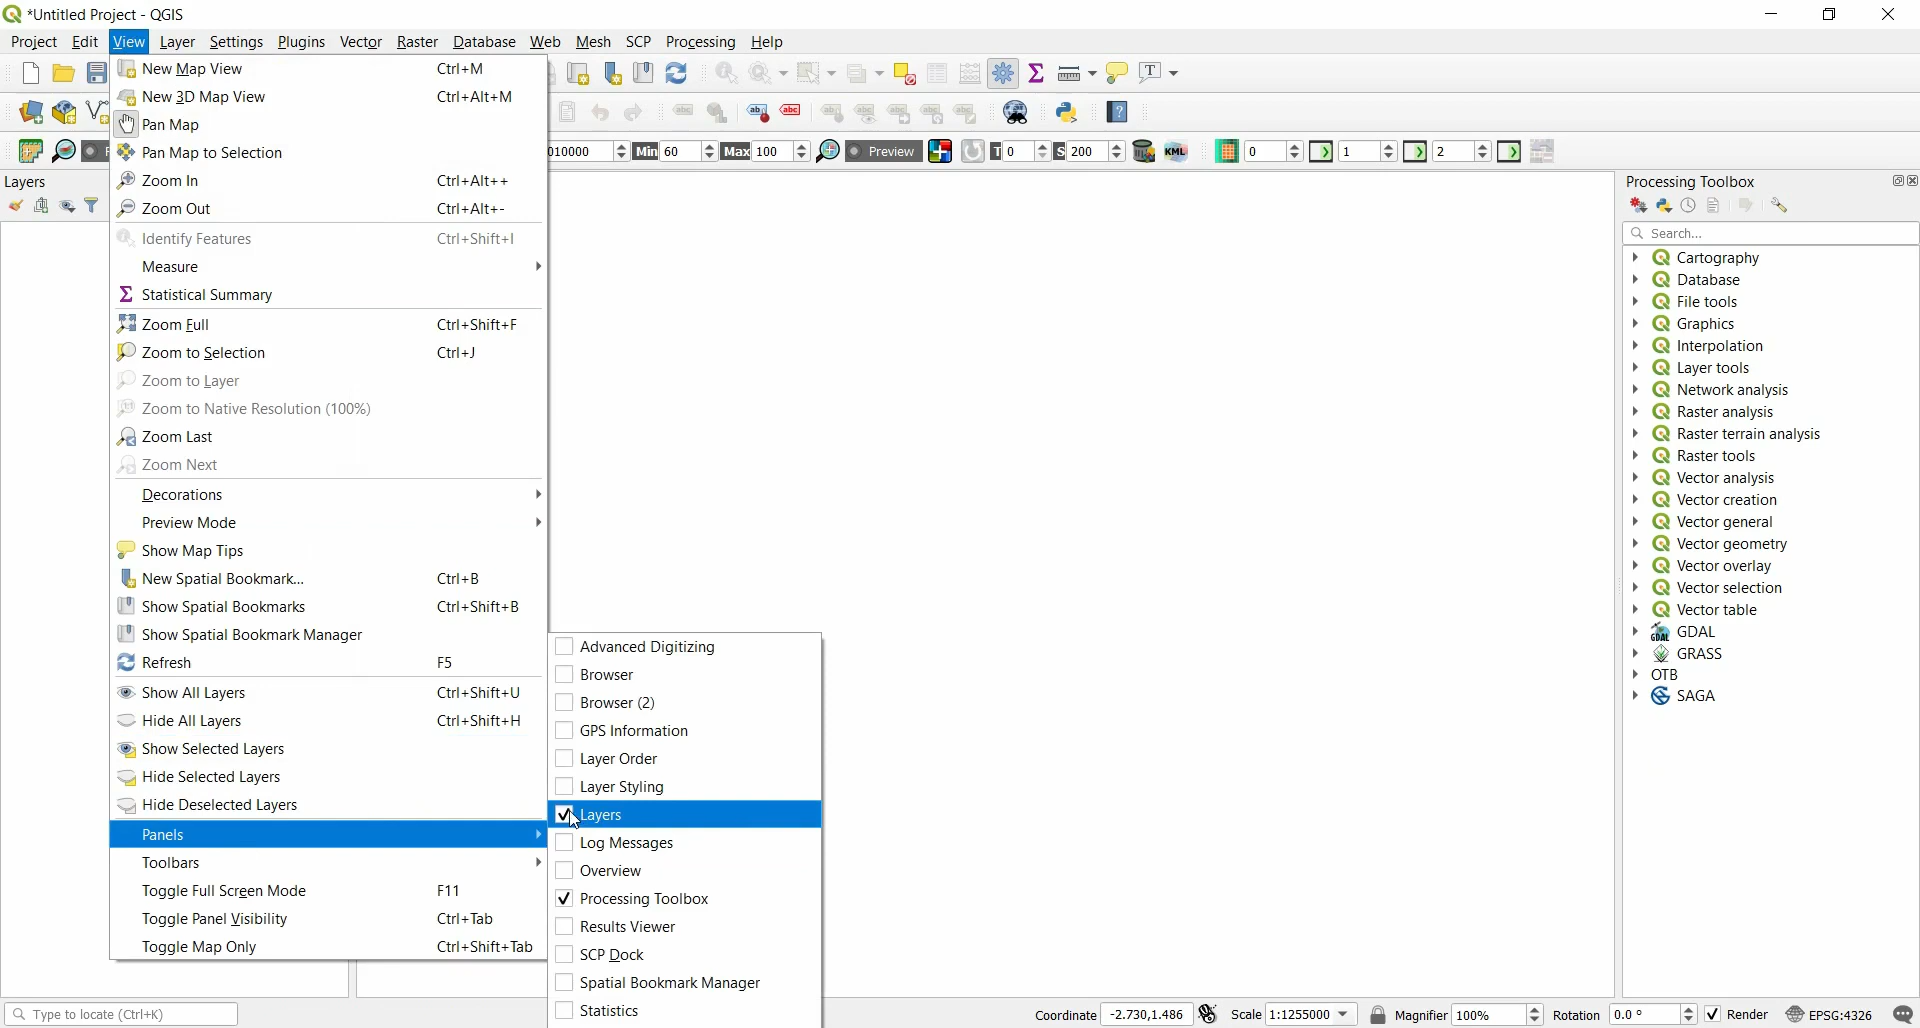 *Untitled Project - QGIS
Project Edit View Layer Settings Plugins Vector Raster Database Web Mesh SCP Processing Help
New Map View Ctrl+M
New 3D Map View Ctrl+Alt+M
Pan Map
Pan Map to Selection
Zoom In Ctrl+Alt++
Zoom Out Ctrl+Alt+-
Identify Features Ctrl+Shift+I
Measure
Statistical Summary
Zoom Full Ctrl+Shift+F
Zoom to Selection Ctrl+J
Zoom to Layer
Zoom to Native Resolution (100%)
Zoom Last
Zoom Next
Decorations
Preview Mode
Show Map Tips
New Spatial Bookmark... Ctrl+B
Show Spatial Bookmarks Ctrl+Shift+B
Show Spatial Bookmark Manager
Refresh F5
Show All Layers Ctrl+Shift+U
Hide All Layers Ctrl+Shift+H
Show Selected Layers
Hide Selected Layers
Hide Deselected Layers
Panels
Toolbars
Toggle Full Screen Mode F11
Toggle Panel Visibility Ctrl+Tab
Toggle Map Only Ctrl+Shift+Tab
Advanced Digitizing
Browser
Browser (2)
GPS Information
Layer Order
Layer Styling
Layers
Log Messages
Overview
Processing Toolbox
Results Viewer
SCP Dock
Spatial Bookmark Manager
Statistics
010000 Min 60 Max 100 Preview T 0 S 200 KML 0 1 2
Layers
Processing Toolbox
Search...
Cartography
Database
File tools
Graphics
Interpolation
Layer tools
Network analysis
Raster analysis
Raster terrain analysis
Raster tools
Vector analysis
Vector creation
Vector general
Vector geometry
Vector overlay
Vector selection
Vector table
GDAL
GRASS
OTB
SAGA
Type to locate (Ctrl+K)
Coordinate -2.730,1.486 Scale 1:1255000 Magnifier 100% Rotation 0.0 ° Render EPSG:4326